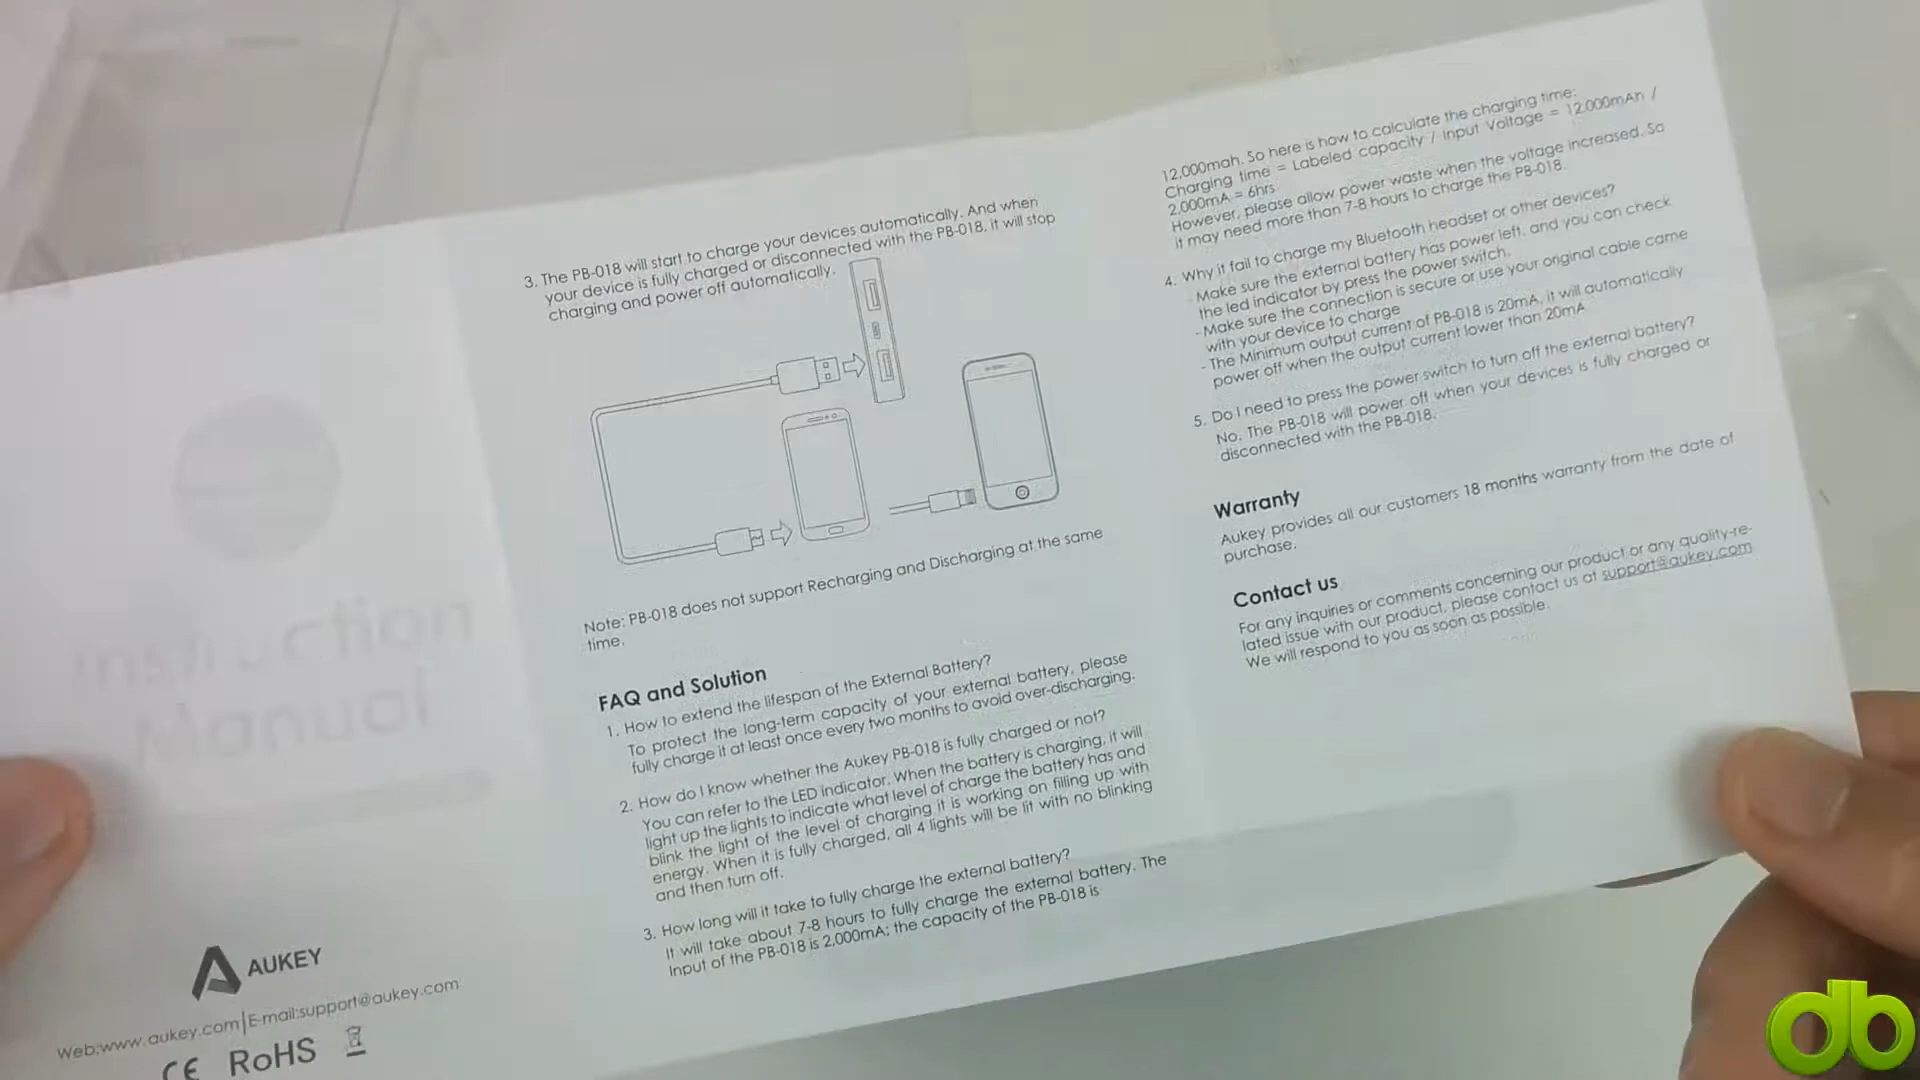 3. The PB-018 will start to charge your devices automatically. And when
your device is fully charged or disconnected with the PB-018, it will stop
charging and power off automatically.
Note: PB-018 does not support Recharging and Discharging at the same
time.
FAQ and Solution
1. How to extend the lifespan of the External Battery?
To protect the long-term capacity of your external battery, please
fully charge it at least once every two months to avoid over-discharging.
2. How do I know whether the Aukey PB-018 is fully charged or not?
You can refer to the LED indicator. When the battery is charging, it will
light up the lights to indicate what level of charge the battery has and
blink the light of the level of charging it is working on filling up with
energy. When it is fully charged, all 4 lights will be lit with no blinking
and then turn off.
3. How long will it take to fully charge the external battery?
It will take about 7-8 hours to fully charge the external battery. The
Input of the PB-018 is 2,000mA; the capacity of the PB-018 is
12,000mah. So here is how to calculate the charging time:
Charging time = Labeled capacity / Input Voltage = 12,000mAh /
2,000mA = 6hrs
However, please allow power waste when the voltage increased. So
it may need more than 7-8 hours to charge the PB-018.
4. Why it fail to charge my Bluetooth headset or other devices?
- Make sure the external battery has power left, and you can check
the led indicator by press the power switch.
- Make sure the connection is secure or use your original cable came
with your device to charge
- The Minimum output current of PB-018 is 20mA, it will automatically
power off when the output current lower than 20mA
5. Do I need to press the power switch to turn off the external battery?
No. The PB-018 will power off when your devices is fully charged or
disconnected with the PB-018.
Warranty
Aukey provides all our customers 18 months warranty from the date of
purchase.
Contact us
For any inquiries or comments concerning our product or any quality-re-
lated issue with our product, please contact us at support@aukey.com
We will respond to you as soon as possible.
Instruction
Manual
AUKEY
Web:www.aukey.com|E-mail:support@aukey.com
CE RoHS
db